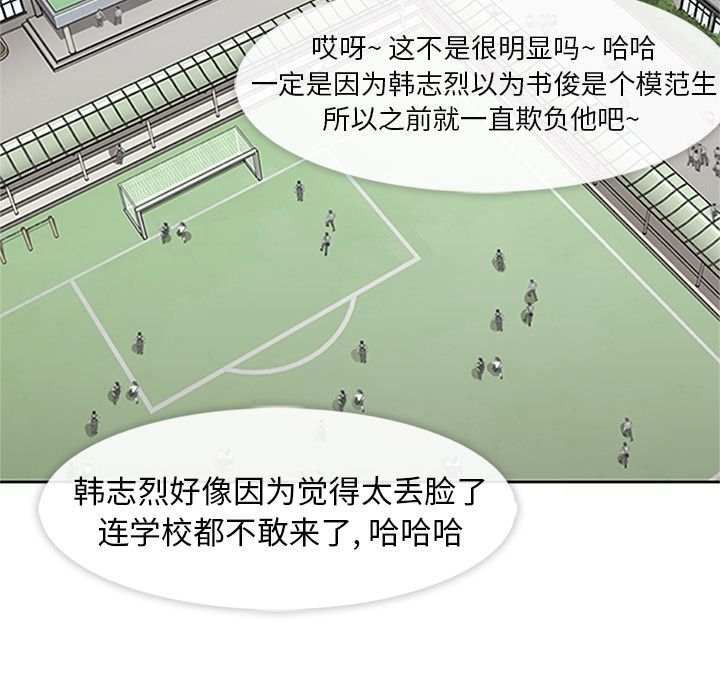 哎呀~ 这不是很明显吗~ 哈哈
一定是因为韩志烈以为书俊是个模范生
所以之前就一直欺负他吧~
韩志烈好像因为觉得太丢脸了
连学校都不敢来了, 哈哈哈